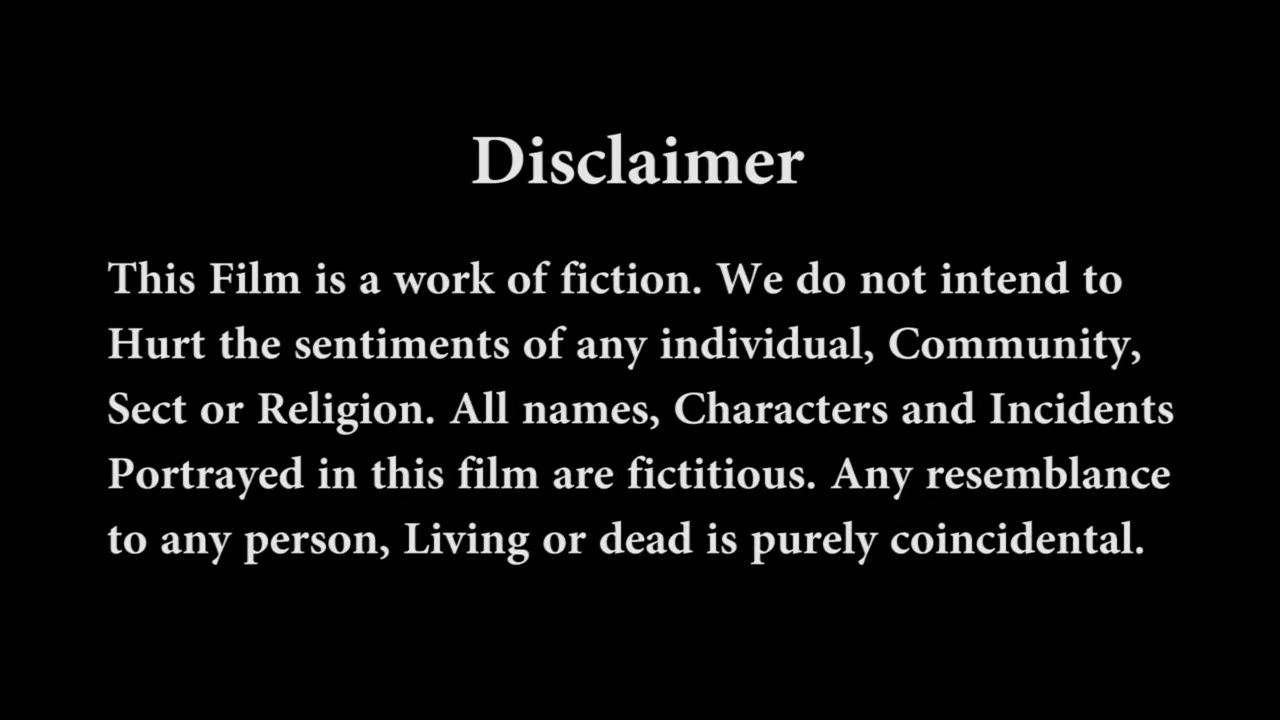 Disclaimer
This Film is a work of fiction. We do not intend to
Hurt the sentiments of any individual, Community,
Sect or Religion. All names, Characters and Incidents
Portrayed in this film are fictitious. Any resemblance
to any person, Living or dead is purely coincidental.